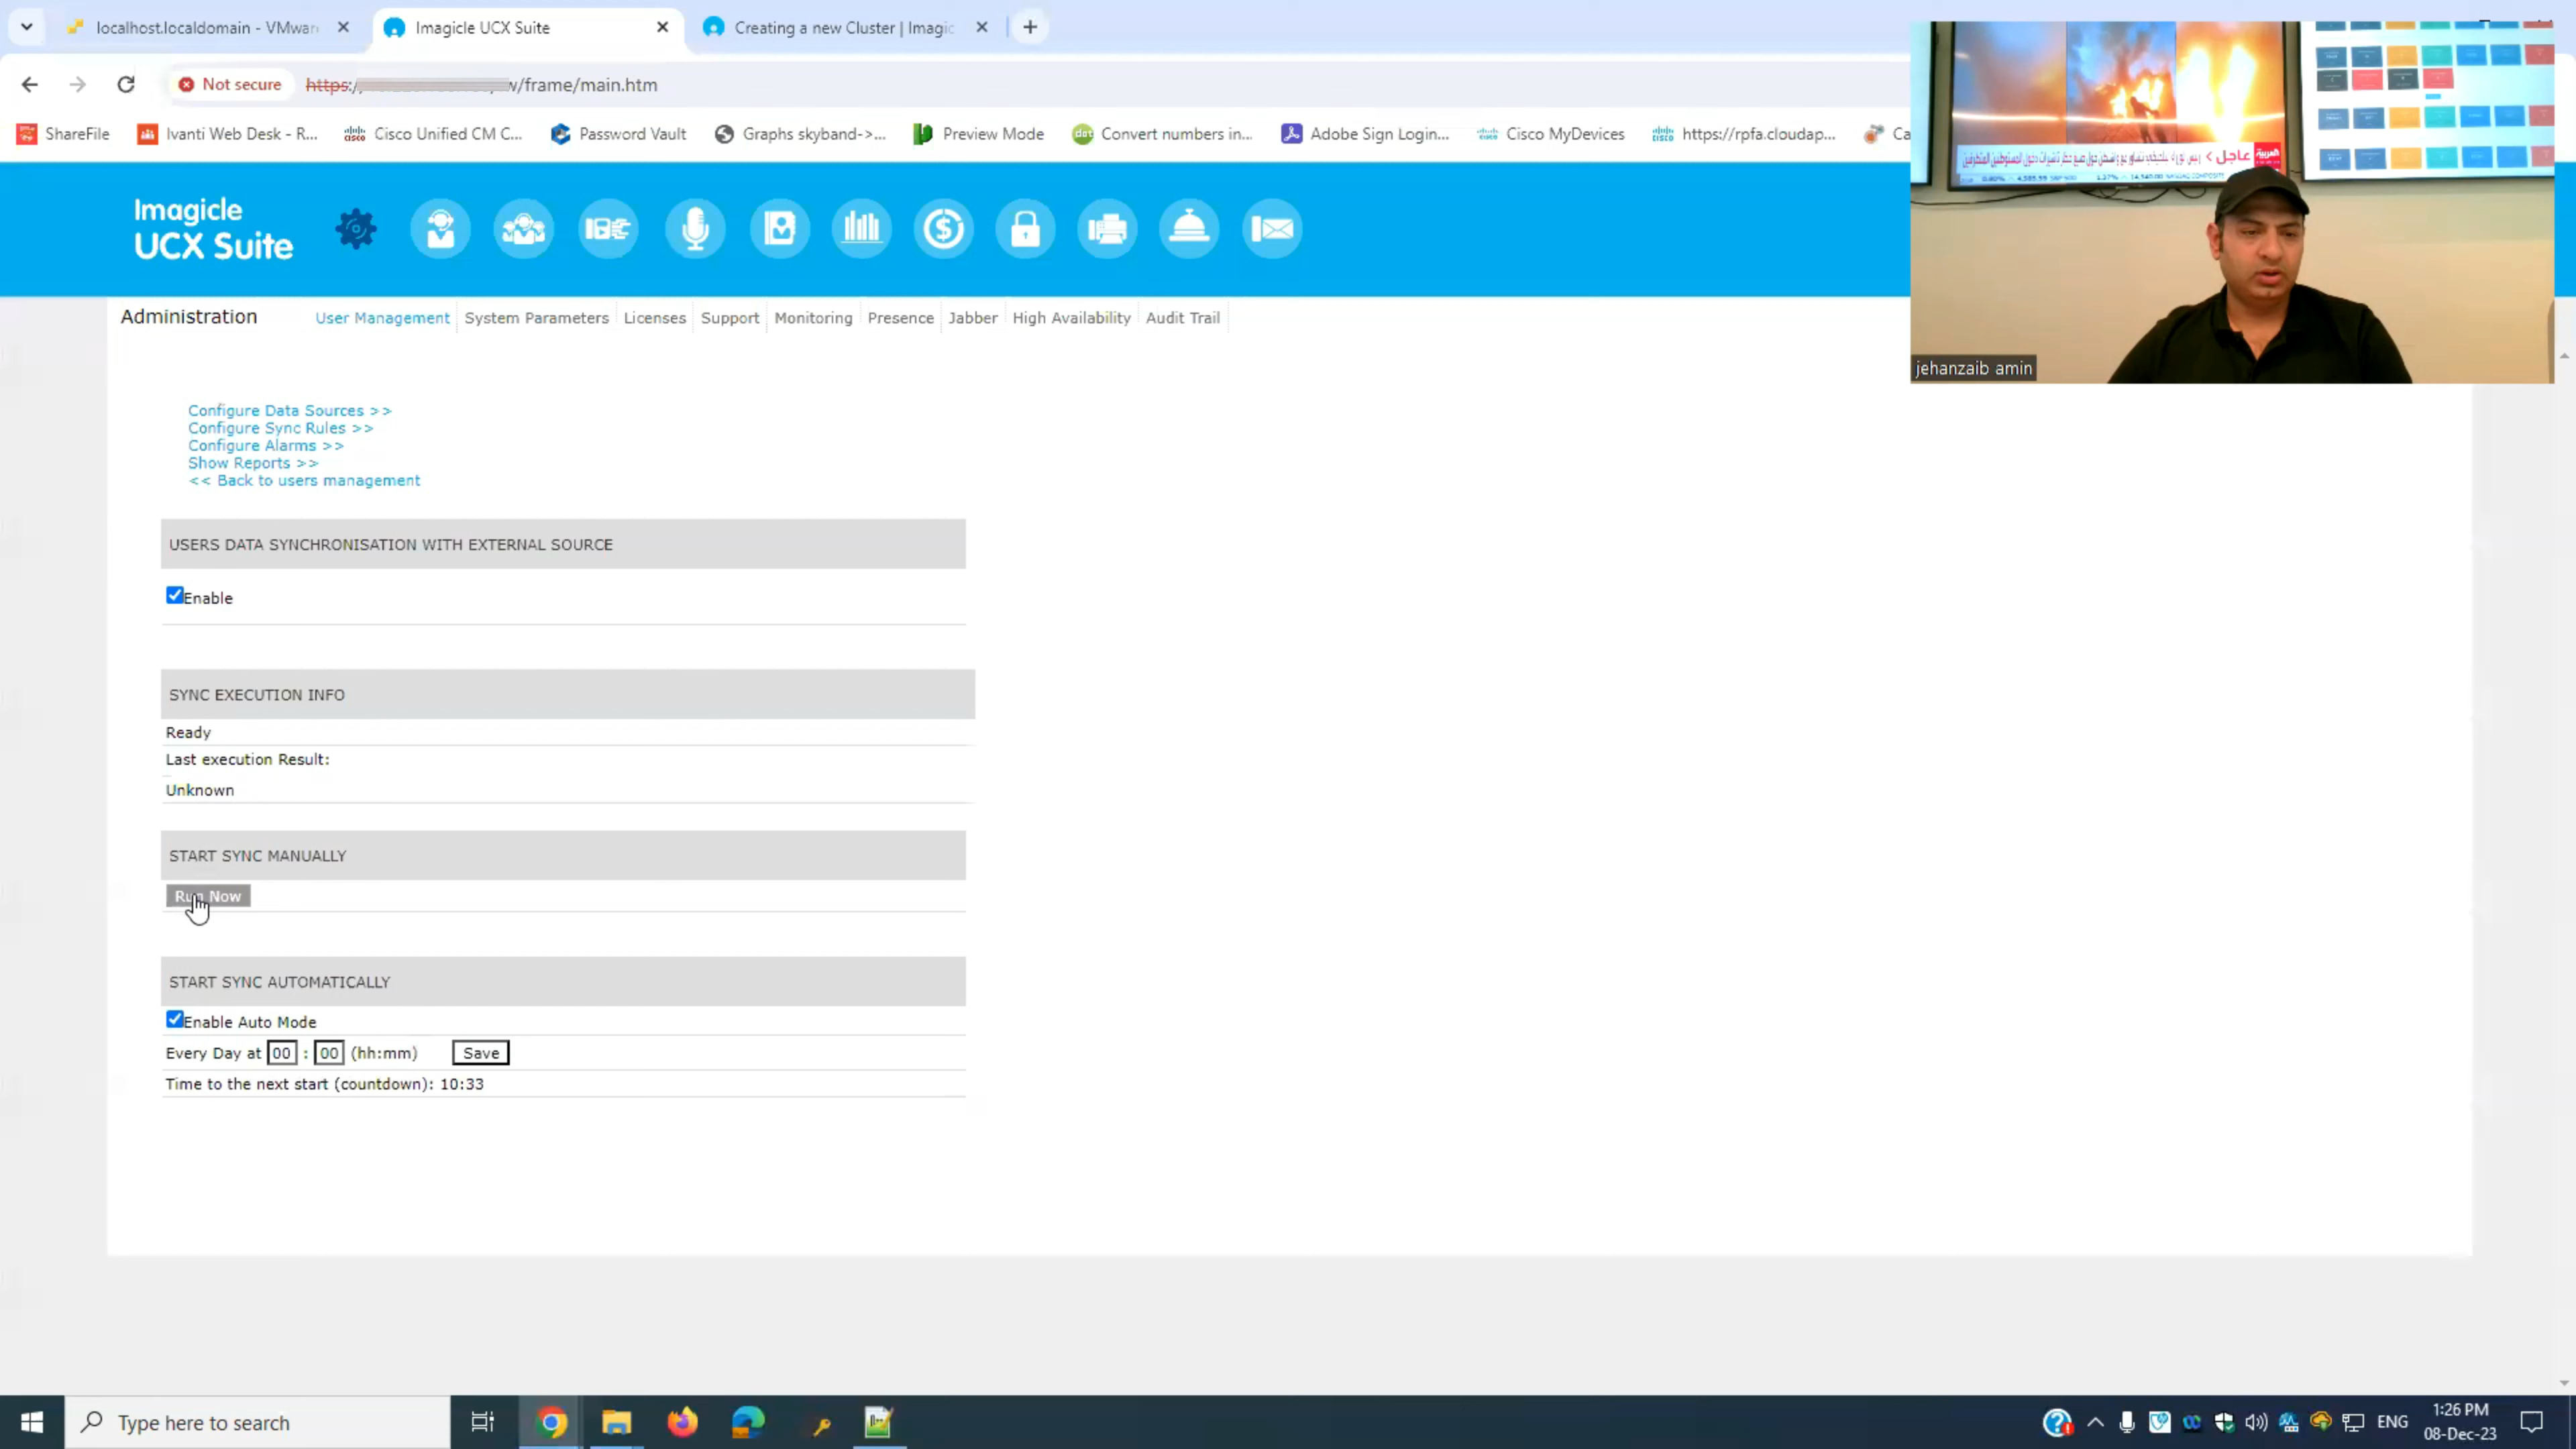 localhost.localdomain - VMwar
Imagicle UCX Suite
Creating a new Cluster | Imagic
Not secure
https:/
w/frame/main.htm
ShareFile
Ivanti Web Desk - R...
Cisco Unified CM C...
Password Vault
Graphs skyband->...
Preview Mode
Convert numbers in...
Adobe Sign Login...
Cisco MyDevices
https://rpfa.cloudap...
Ca
عاجل
العربية
jehanzaib amin
Imagicle
UCX Suite
Administration
User Management
System Parameters
Licenses
Support
Monitoring
Presence
Jabber
High Availability
Audit Trail
Configure Data Sources >>
Configure Sync Rules >>
Configure Alarms >>
Show Reports >>
<< Back to users management
USERS DATA SYNCHRONISATION WITH EXTERNAL SOURCE
Enable
SYNC EXECUTION INFO
Ready
Last execution Result:
Unknown
START SYNC MANUALLY
Run Now
START SYNC AUTOMATICALLY
Enable Auto Mode
Every Day at 00 : 00 (hh:mm) Save
Time to the next start (countdown): 10:33
Type here to search
ENG
1:26 PM
08-Dec-23